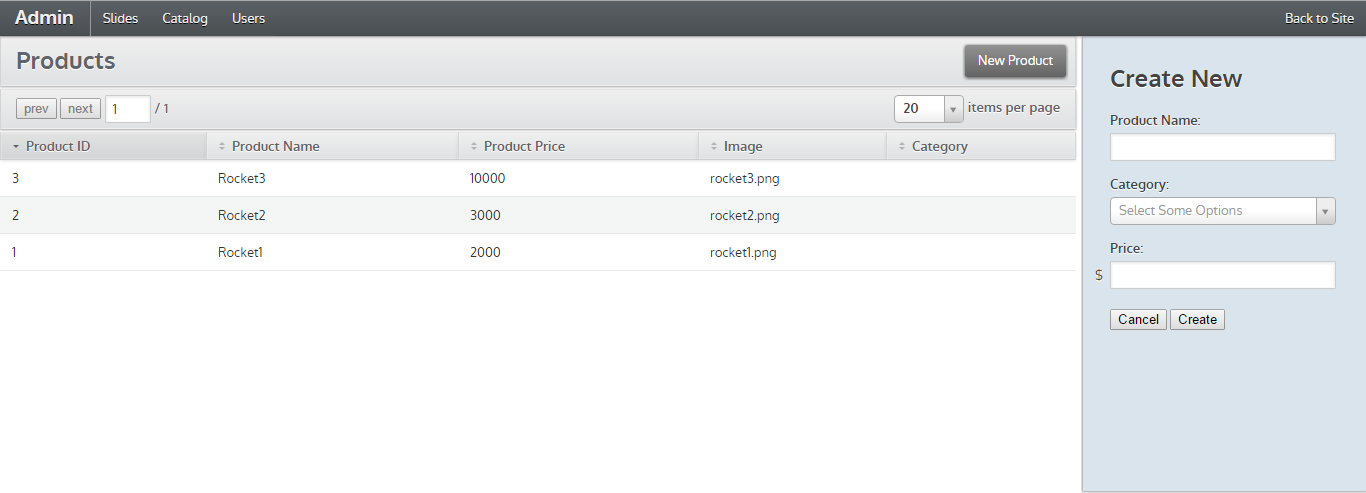 Admin Slides Catalog Users Back to Site
Products New Product
prev next 1 / 1 20 items per page
Product ID Product Name Product Price Image Category
3 Rocket3 10000 rocket3.png
2 Rocket2 3000 rocket2.png
1 Rocket1 2000 rocket1.png
Create New
Product Name:
Category:
Select Some Options
Price:
$
Cancel Create